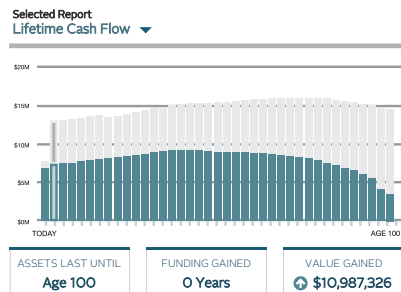 Selected Report
Lifetime Cash Flow
$20M
$15M
$10M
$5M
$0M
TODAY
AGE 100
ASSETS LAST UNTIL
Age 100
FUNDING GAINED
0 Years
VALUE GAINED
$10,987,326